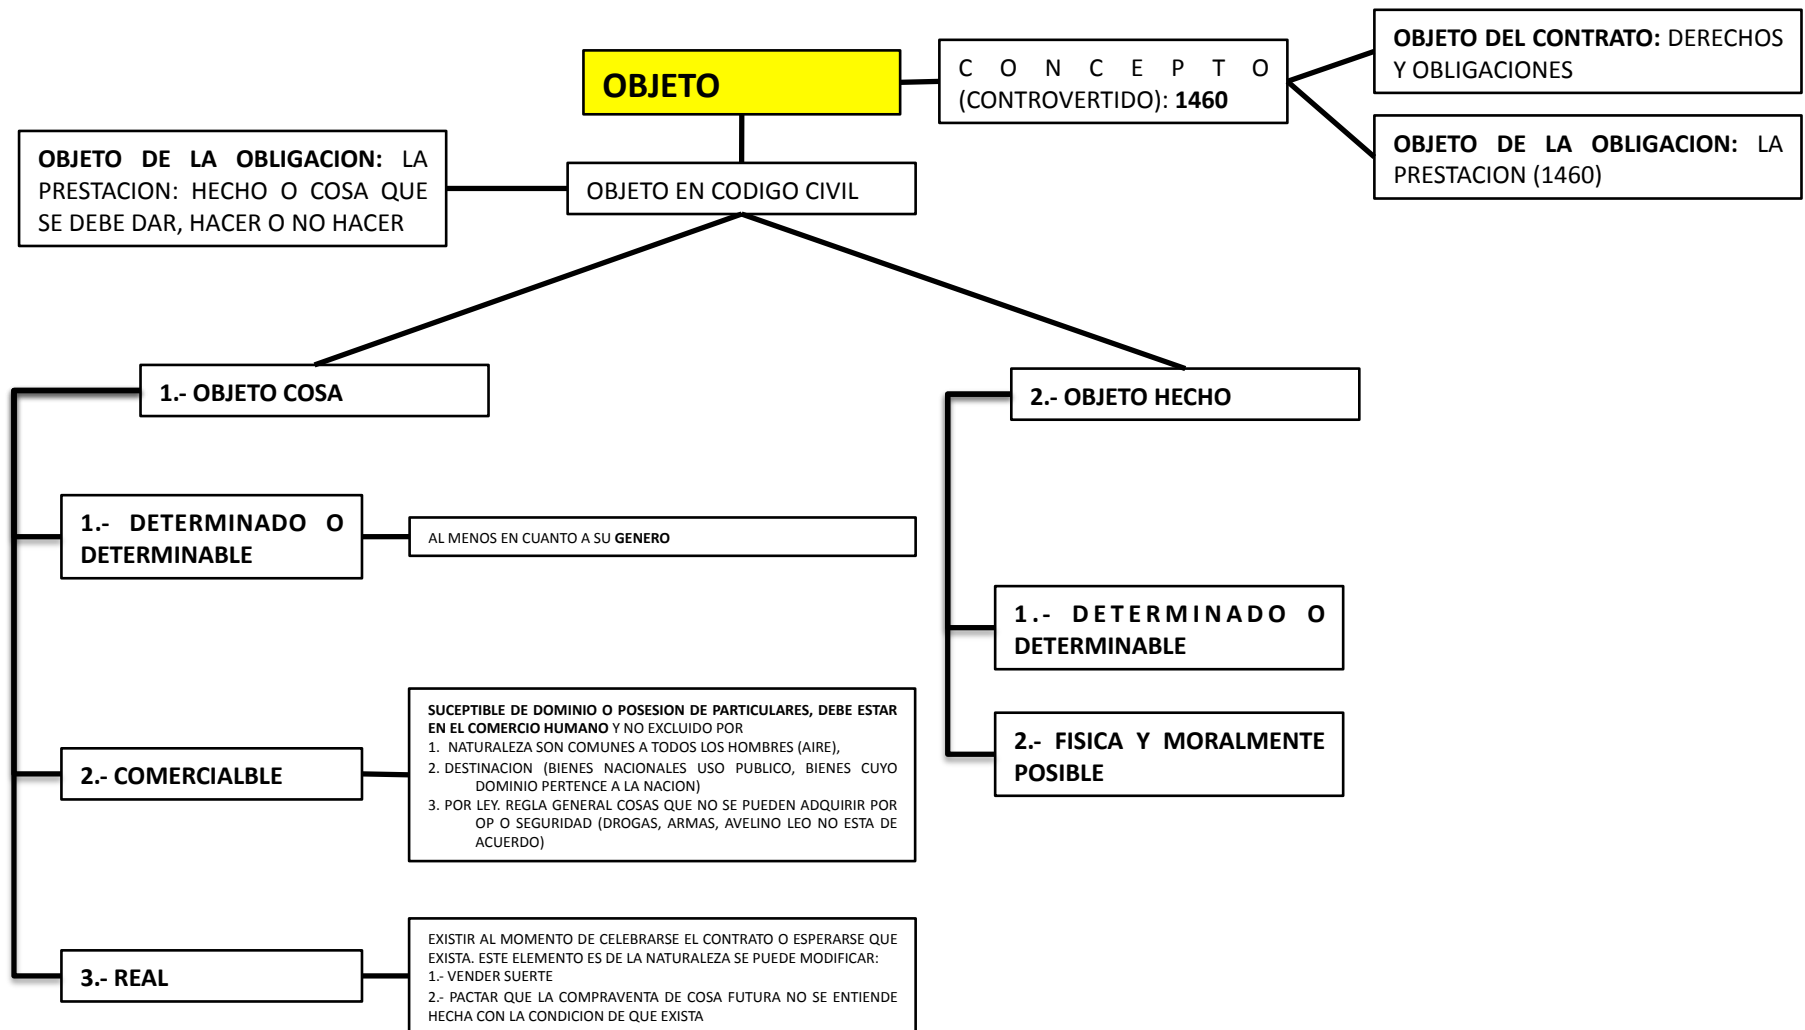 OBJETO
C O N C E P T O
(CONTROVERTIDO): 1460
OBJETO DEL CONTRATO: DERECHOS
Y OBLIGACIONES
OBJETO DE LA OBLIGACION: LA
PRESTACION (1460)
OBJETO DE LA OBLIGACION: LA
PRESTACION: HECHO O COSA QUE
SE DEBE DAR, HACER O NO HACER
OBJETO EN CODIGO CIVIL
1.- OBJETO COSA
2.- OBJETO HECHO
1.- DETERMINADO O
DETERMINABLE
AL MENOS EN CUANTO A SU GENERO
1.- DETERMINADO O
DETERMINABLE
2.- FISICA Y MORALMENTE
POSIBLE
2.- COMERCIALBLE
SUCEPTIBLE DE DOMINIO O POSESION DE PARTICULARES, DEBE ESTAR
EN EL COMERCIO HUMANO Y NO EXCLUIDO POR
1. NATURALEZA SON COMUNES A TODOS LOS HOMBRES (AIRE),
2. DESTINACION (BIENES NACIONALES USO PUBLICO, BIENES CUYO
DOMINIO PERTENCE A LA NACION)
3. POR LEY. REGLA GENERAL COSAS QUE NO SE PUEDEN ADQUIRIR POR
OP O SEGURIDAD (DROGAS, ARMAS, AVELINO LEO NO ESTA DE
ACUERDO)
3.- REAL
EXISTIR AL MOMENTO DE CELEBRARSE EL CONTRATO O ESPERARSE QUE
EXISTA. ESTE ELEMENTO ES DE LA NATURALEZA SE PUEDE MODIFICAR:
1.- VENDER SUERTE
2.- PACTAR QUE LA COMPRAVENTA DE COSA FUTURA NO SE ENTIENDE
HECHA CON LA CONDICION DE QUE EXISTA